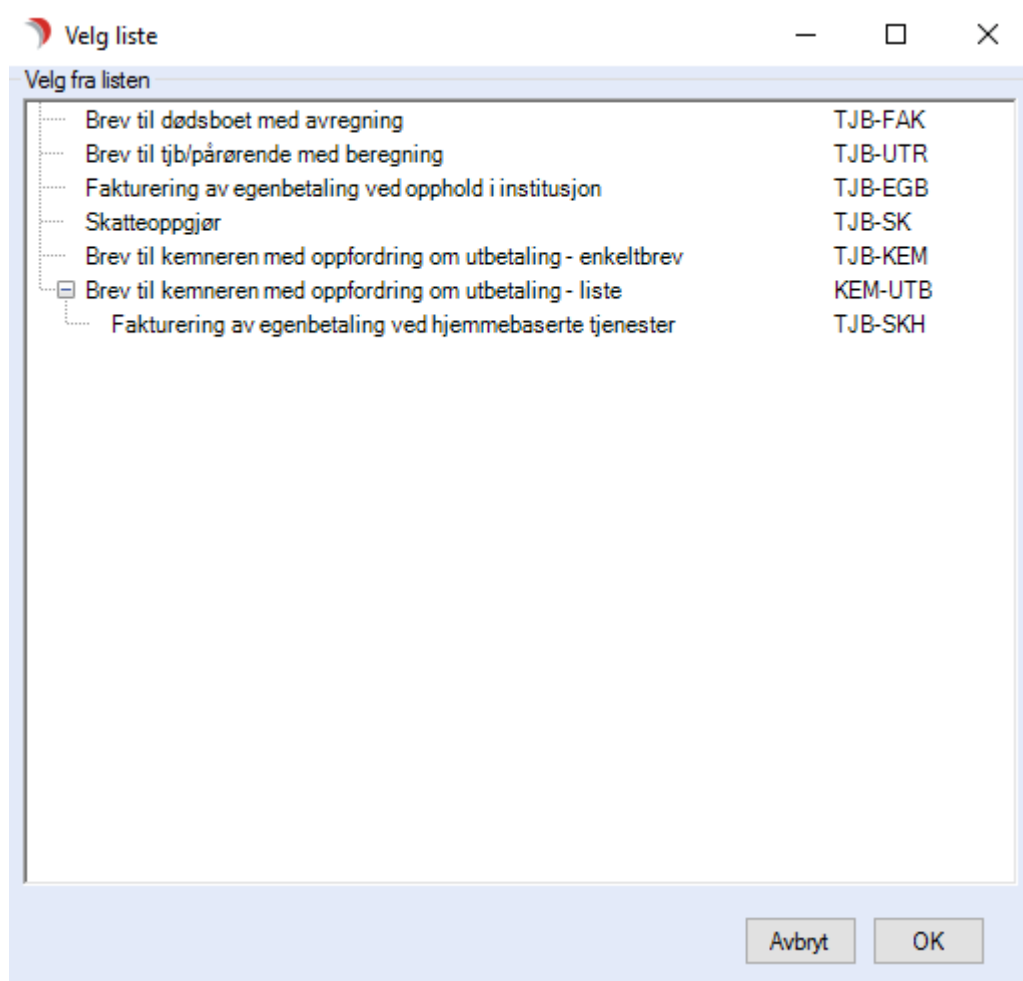 Velg liste
Velg fra listen
Brev til dødsboet med avregning TJB-FAK
Brev til tjb/pårørende med beregning TJB-UTR
Fakturering av egenbetaling ved opphold i institusjon TJB-EGB
Skatteoppgjør TJB-SK
Brev til kemneren med oppfordring om utbetaling - enkeltbrev TJB-KEM
Brev til kemneren med oppfordring om utbetaling - liste KEM-UTB
Fakturering av egenbetaling ved hjemmebaserte tjenester TJB-SKH
Avbryt OK